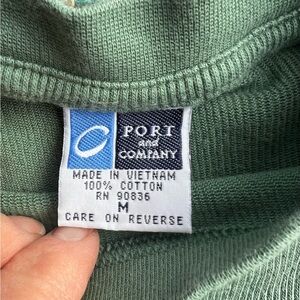 PORT
and
COMPANY
MADE IN VIETNAM
100% COTTON
RN 90836
M
CARE ON REVERSE